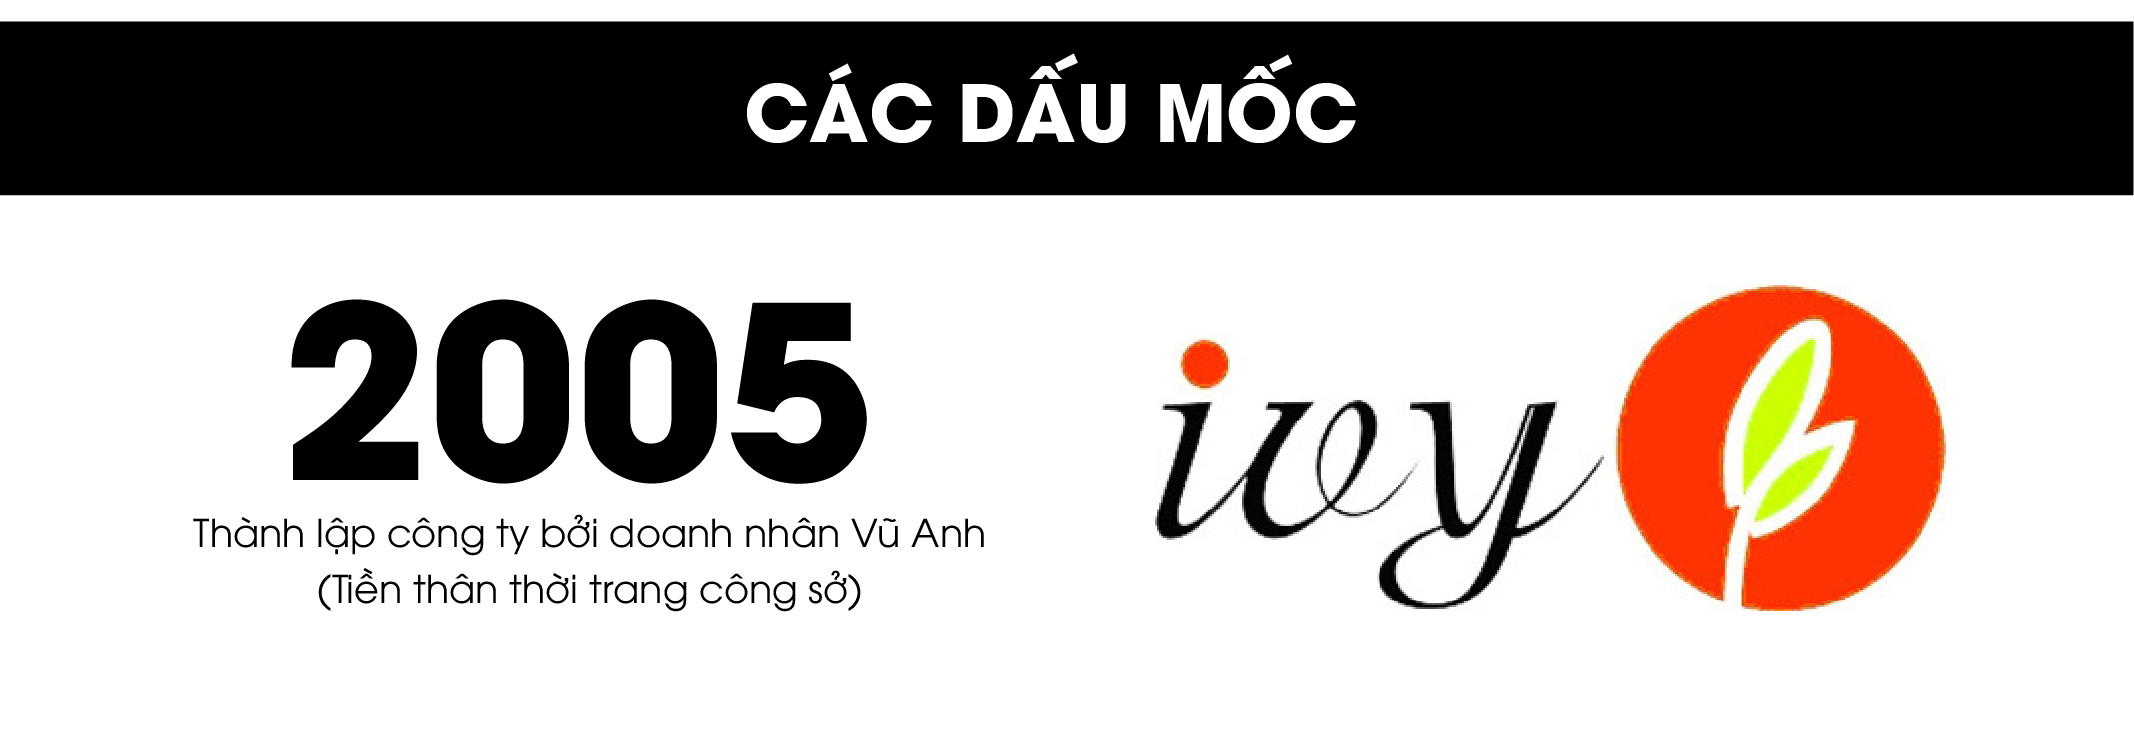 CÁC DẤU MỐC
2005
Thành lập công ty bởi doanh nhân Vũ Anh
(Tiền thân thời trang công sở)
ivy